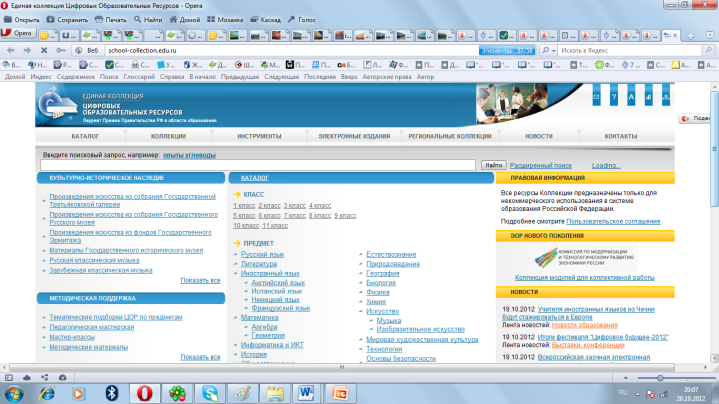 Единая коллекция Цифровых Образовательных Ресурсов - Opera
Открыть Сохранить Печать Найти Домой Мозаика Каскад Голос
Opera
Веб school-collection.edu.ru Элементы: 57/58 Искать в Яндекс
Домой Индекс Содержимое Поиск Глоссарий Справка В начало Предыдущая Следующая Последняя Вверх Авторские права Автор
ЕДИНАЯ КОЛЛЕКЦИЯ
ЦИФРОВЫХ
ОБРАЗОВАТЕЛЬНЫХ РЕСУРСОВ
Лауреат Премии Правительства РФ в области образования
КАТАЛОГ КОЛЛЕКЦИИ ИНСТРУМЕНТЫ ЭЛЕКТРОННЫЕ ИЗДАНИЯ РЕГИОНАЛЬНЫЕ КОЛЛЕКЦИИ НОВОСТИ КОНТАКТЫ
Введите поисковый запрос, например: опыты углеводы
Найти Расширенный поиск Loading...
КУЛЬТУРНО-ИСТОРИЧЕСКОЕ НАСЛЕДИЕ
Произведения искусства из собрания Государственной
Третьяковской галереи
Произведения искусства из собрания Государственного
Русского музея
Произведения искусства из фондов Государственного
Эрмитажа
Материалы Государственного исторического музея
Русская классическая музыка
Зарубежная классическая музыка
Показать все
МЕТОДИЧЕСКАЯ ПОДДЕРЖКА
Тематические подборки ЦОР по предметам
Педагогическая мастерская
Мастер-классы
Методические материалы
Показать все
КАТАЛОГ
КЛАСС
1 класс 2 класс 3 класс 4 класс
5 класс 6 класс 7 класс 8 класс 9 класс
10 класс 11 класс
ПРЕДМЕТ
Русский язык
Литература
Иностранный язык
Английский язык
Испанский язык
Немецкий язык
Французский язык
Математика
Алгебра
Геометрия
Информатика и ИКТ
История
Естествознание
Природоведение
География
Биология
Физика
Химия
Искусство
Музыка
Изобразительное искусство
Мировая художественная культура
Технология
Основы безопасности
ПРАВОВАЯ ИНФОРМАЦИЯ
Все ресурсы Коллекции предназначены только для
некоммерческого использования в системе
образования Российской Федерации.
Подробнее смотрите Пользовательское соглашение
ЭОР НОВОГО ПОКОЛЕНИЯ
КОМИССИЯ ПО МОДЕРНИЗАЦИИ
И ТЕХНОЛОГИЧЕСКОМУ РАЗВИТИЮ
ЭКОНОМИКИ РОССИИ
Коллекция модулей для коллективной работы
НОВОСТИ
19.10.2012 Учителя иностранных языков из Чечни
будут стажироваться в Европе
Лента новостей: Новости образования
19.10.2012 Итоги фестиваля "Цифровое будущее-2012"
Лента новостей: Выставки, конференции
19.10.2012 Всероссийская заочная электронная
RU
20:07
20.10.2012